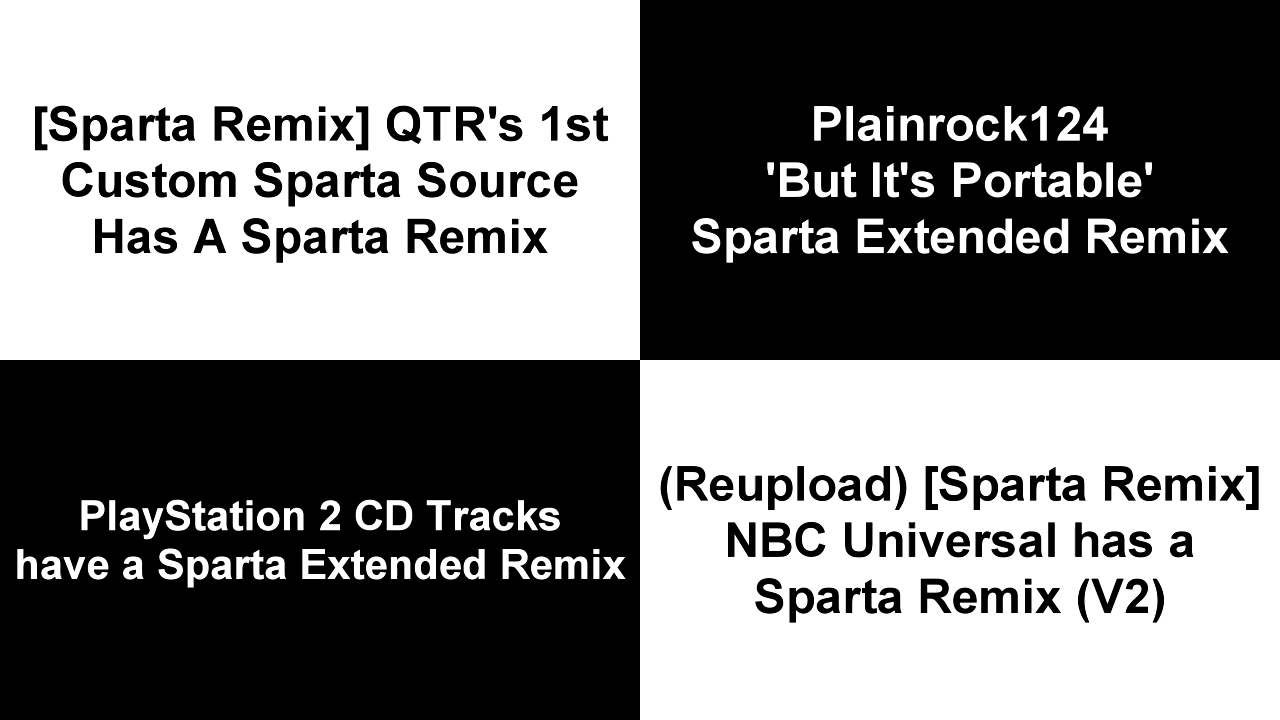 [Sparta Remix] QTR's 1st
Custom Sparta Source
Has A Sparta Remix
Plainrock124
'But It's Portable'
Sparta Extended Remix
PlayStation 2 CD Tracks
have a Sparta Extended Remix
(Reupload) [Sparta Remix]
NBC Universal has a
Sparta Remix (V2)